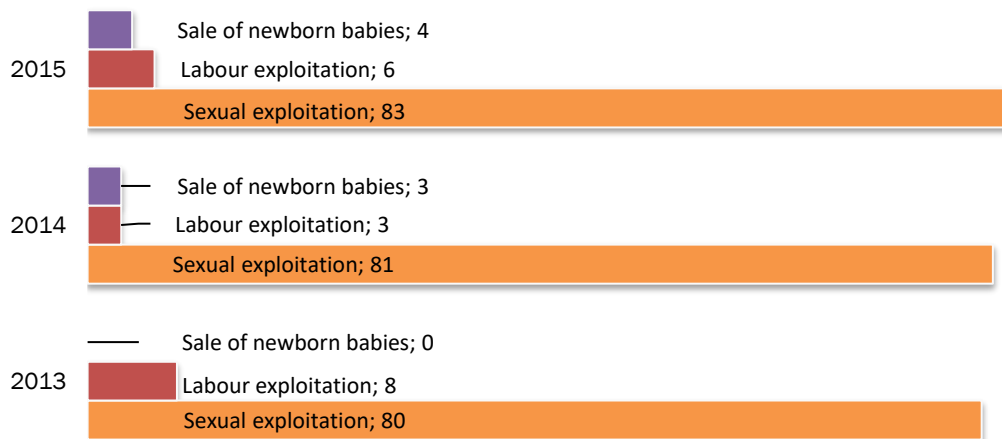 Sale of newborn babies; 4
2015
Labour exploitation; 6
Sexual exploitation; 83
Sale of newborn babies; 3
2014
Labour exploitation; 3
Sexual exploitation; 81
Sale of newborn babies; 0
2013
Labour exploitation; 8
Sexual exploitation; 80